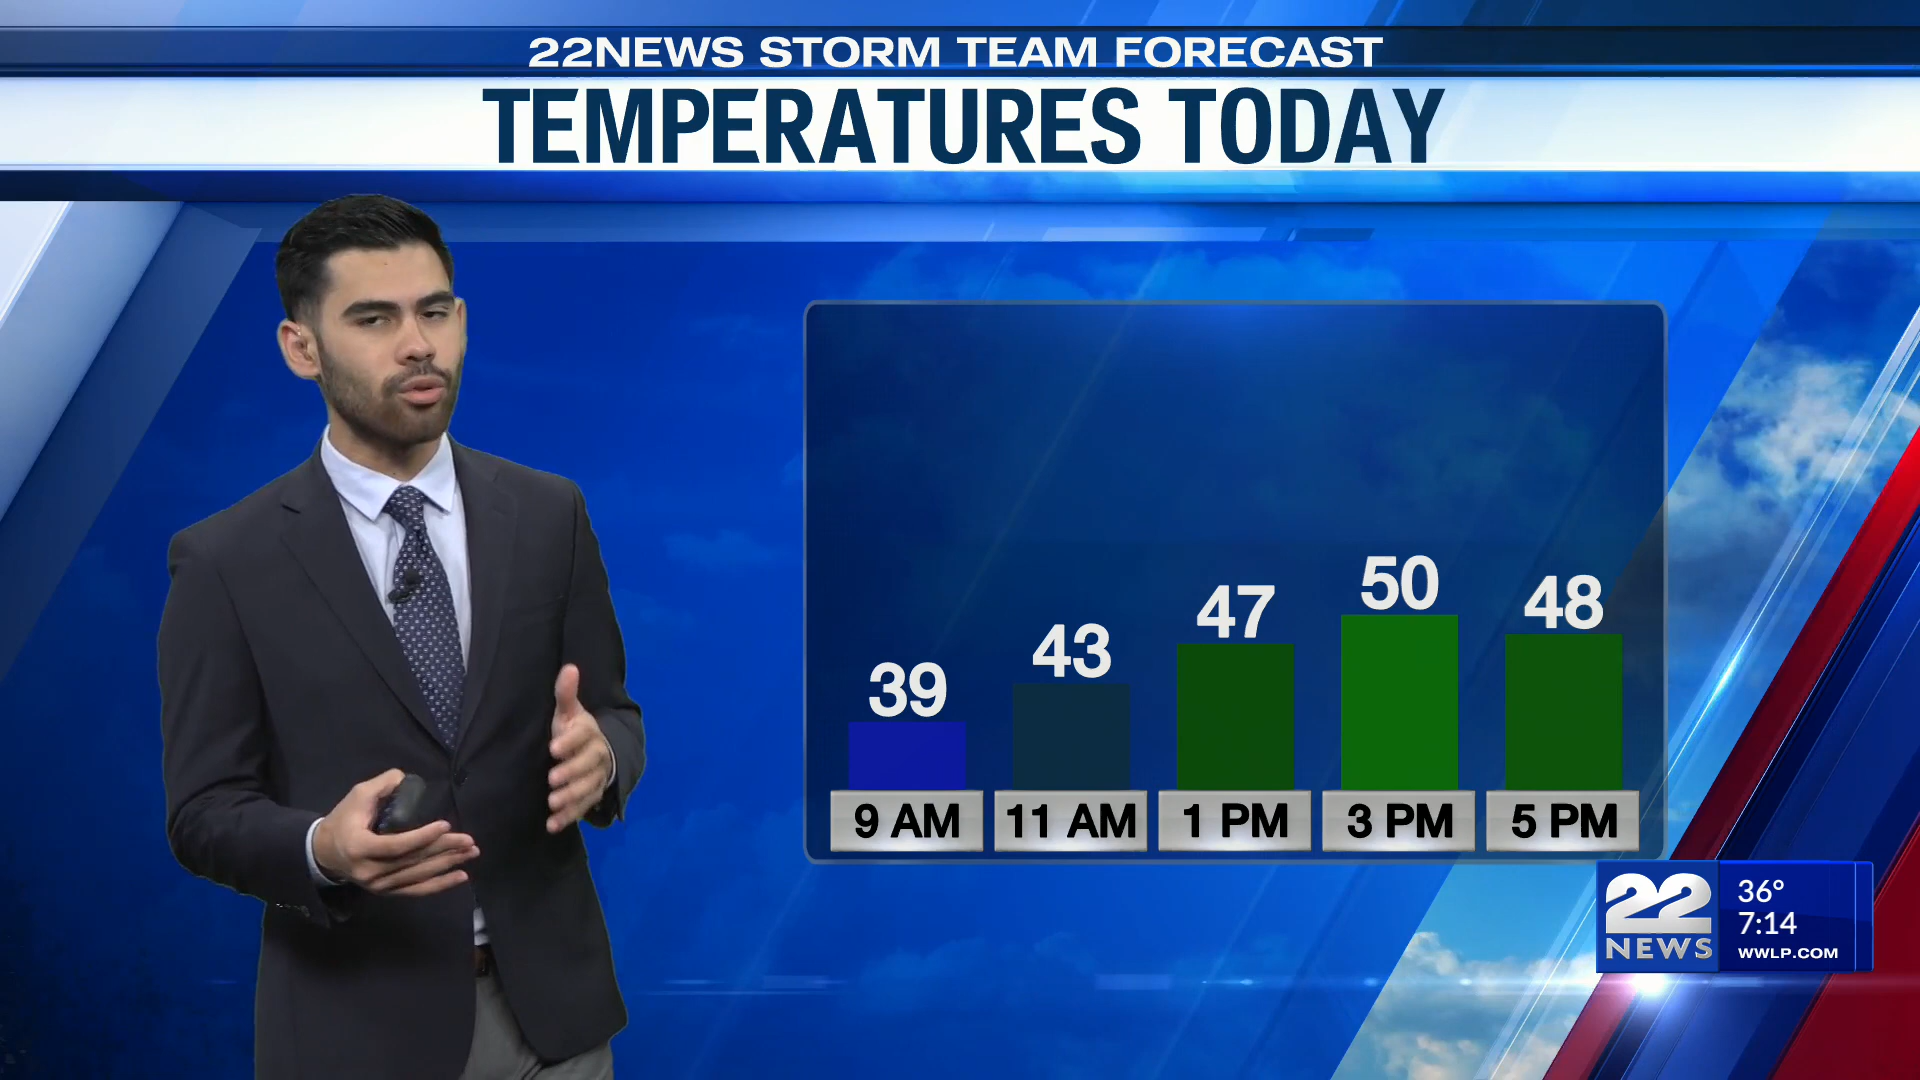 22NEWS STORM TEAM FORECAST
TEMPERATURES TODAY
39 43 47 50 48
9 AM 11 AM 1 PM 3 PM 5 PM
22
NEWS
36°
7:14
WWLP.COM